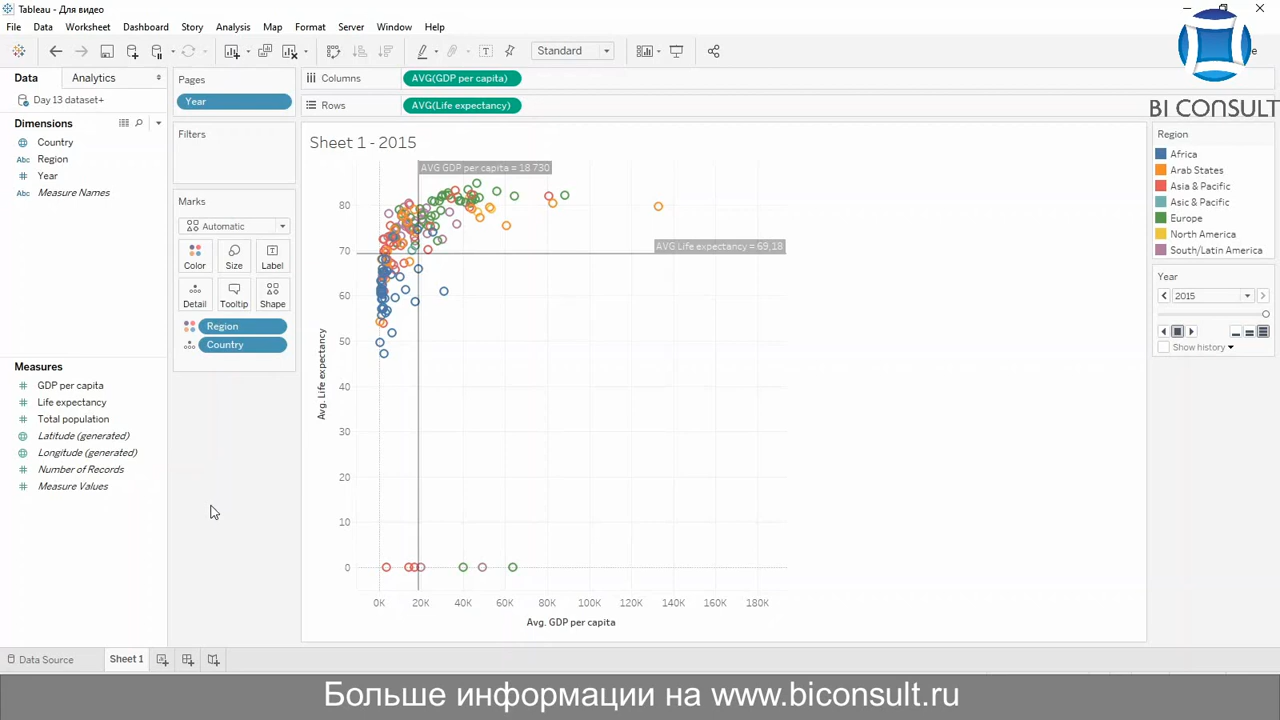 Tableau - Для видео
File Data Worksheet Dashboard Story Analysis Map Format Server Window Help
Standard
BI CONSULT
Data Analytics
Day 13 dataset+
Dimensions
Country
Abc Region
Year
Abc Measure Names
Measures
GDP per capita
Life expectancy
Total population
Latitude (generated)
Longitude (generated)
Number of Records
Measure Values
Pages
Year
Filters
Marks
Automatic
Color Size Label
Detail Tooltip Shape
Region
Country
Columns AVG(GDP per capita)
Rows AVG(Life expectancy)
Sheet 1 - 2015
AVG GDP per capita = 18 730
AVG Life expectancy = 69,18
Avg. Life expectancy
80
70
60
50
40
30
20
10
0
0K 20K 40K 60K 80K 100K 120K 140K 160K 180K
Avg. GDP per capita
Region
Africa
Arab States
Asia & Pacific
Asic & Pacific
Europe
North America
South/Latin America
Year
2015
Show history
Data Source Sheet 1
Больше информации на www.biconsult.ru